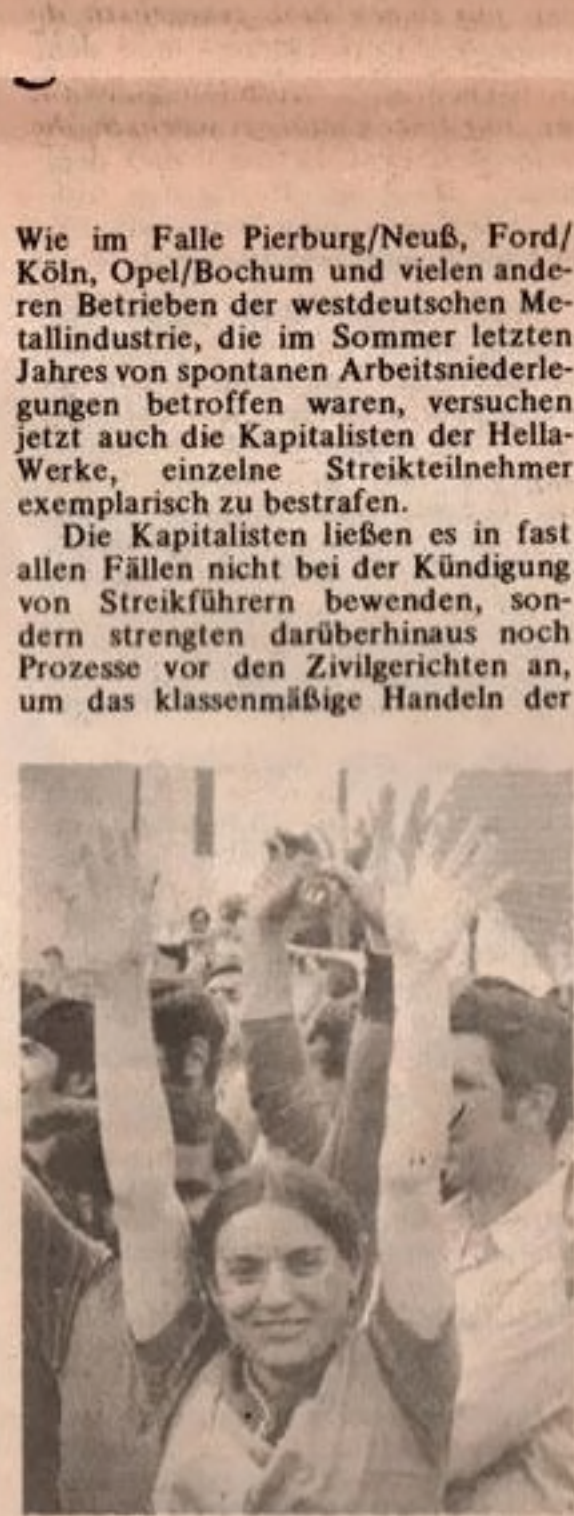 Wie im Falle Pierburg/Neuß, Ford/
Köln, Opel/Bochum und vielen ande-
ren Betrieben der westdeutschen Me-
tallindustrie, die im Sommer letzten
Jahres von spontanen Arbeitsniederle-
gungen betroffen waren, versuchen
jetzt auch die Kapitalisten der Hella-
Werke, einzelne Streikteilnehmer
exemplarisch zu bestrafen.
Die Kapitalisten ließen es in fast
allen Fällen nicht bei der Kündigung
von Streikführern bewenden, son-
dern strengten darüberhinaus noch
Prozesse vor den Zivilgerichten an,
um das klassenmäßige Handeln der